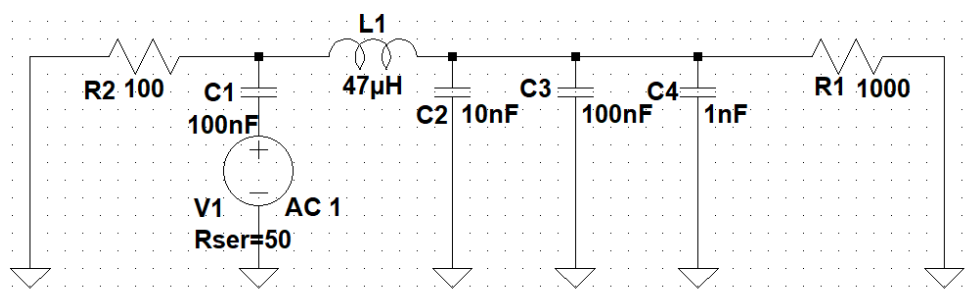 L1
47µH
R2 100
C1
100nF
C2 10nF
C3
100nF
C4
1nF
R1 1000
V1 AC 1
Rser=50